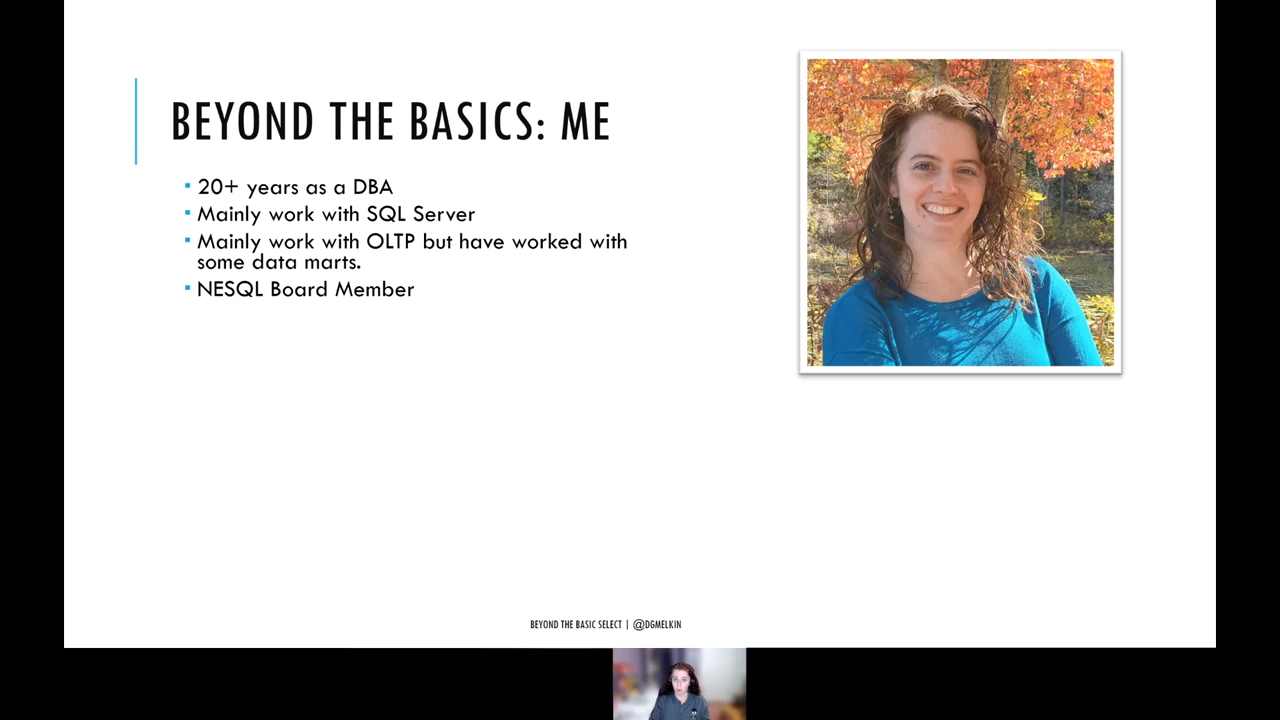 BEYOND THE BASICS: ME
▪ 20+ years as a DBA
▪ Mainly work with SQL Server
▪ Mainly work with OLTP but have worked with
some data marts.
▪ NESQL Board Member
BEYOND THE BASIC SELECT | @DGMELKIN